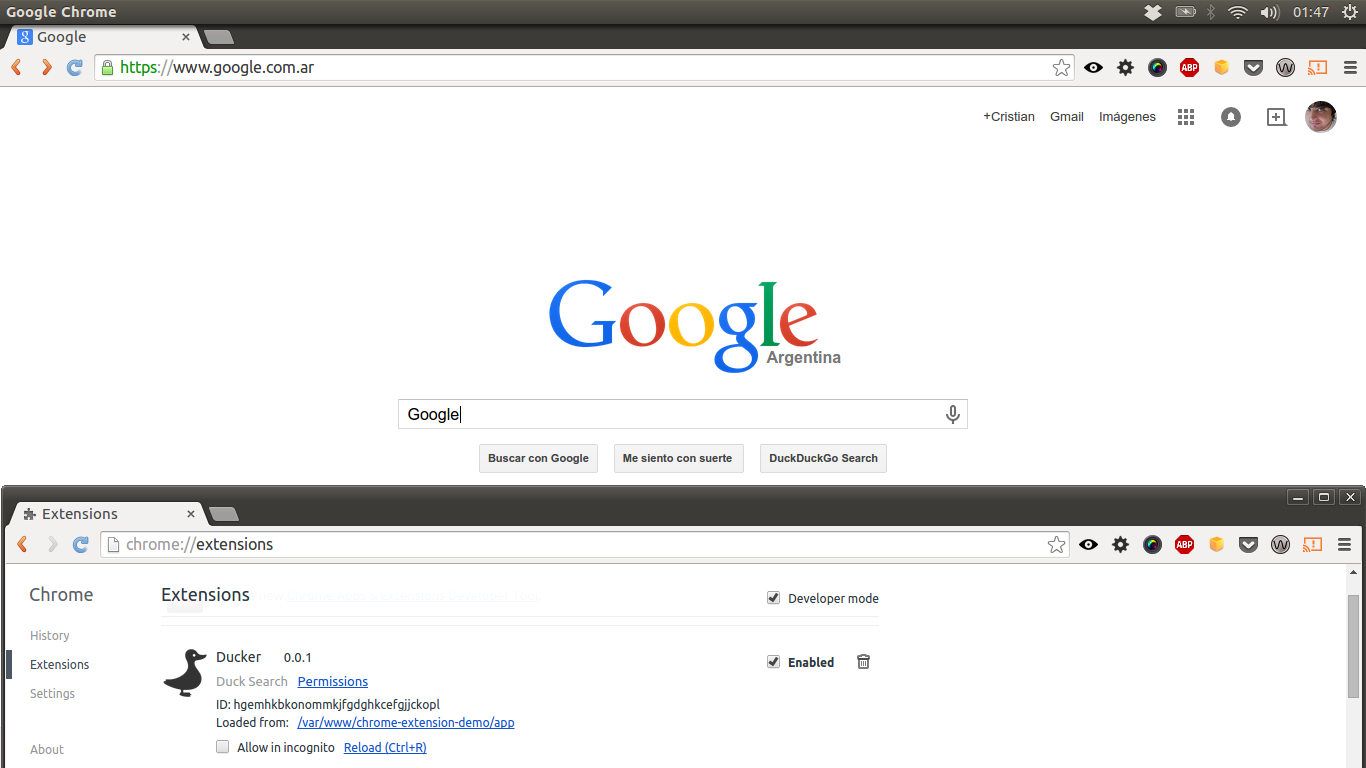 Google Chrome
01:47
Google
https://www.google.com.ar
ABP
+Cristian Gmail Imágenes
Google
Argentina
Google
Buscar con Google Me siento con suerte DuckDuckGo Search
Extensions
chrome://extensions
ABP
Chrome Extensions
Developer mode
History
Extensions
Settings
About
Ducker 0.0.1
Enabled
Duck Search Permissions
ID: hgemhkbkonommkjfgdghkcefgjjckopl
Loaded from: /var/www/chrome-extension-demo/app
Allow in incognito Reload (Ctrl+R)